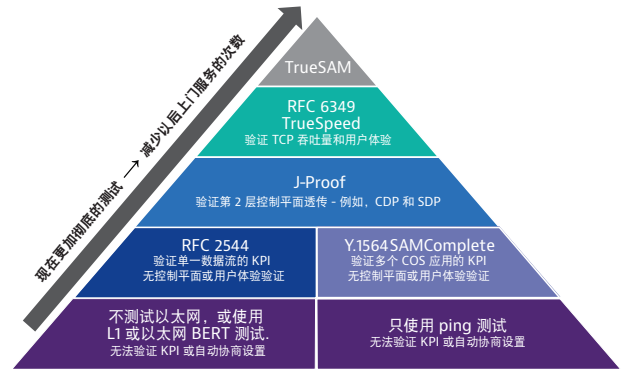 现在更加彻底的测试 → 减少以后上门服务的次数
TrueSAM
RFC 6349
TrueSpeed
验证 TCP 吞吐量和用户体验
J-Proof
验证第 2 层控制平面透传 - 例如，CDP 和 SDP
RFC 2544
验证单一数据流的 KPI
无控制平面或用户体验验证
Y.1564 SAMComplete
验证多个 COS 应用的 KPI
无控制平面或用户体验验证
不测试以太网，或使用
L1 或以太网 BERT 测试.
无法验证 KPI 或自动协商设置
只使用 ping 测试
无法验证 KPI 或自动协商设置